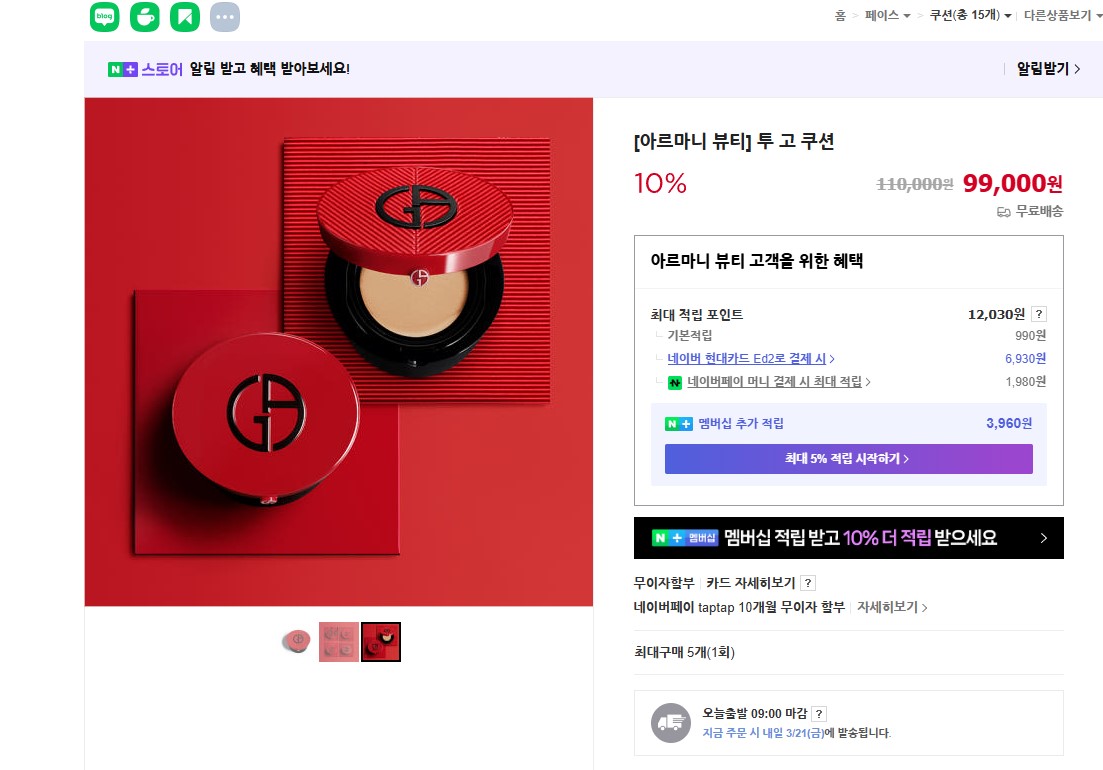 blog
홈 > 페이스 > 쿠션(총 15개) 다른상품보기
N+ 스토어 알림 받고 혜택 받아보세요!
알림받기 >
[아르마니 뷰티] 투 고 쿠션
10%
110,000원 99,000원
무료배송
아르마니 뷰티 고객을 위한 혜택
최대 적립 포인트 12,030원 ?
기본적립 990원
네이버 현대카드 Ed2로 결제 시 > 6,930원
N 네이버페이 머니 결제 시 최대 적립 > 1,980원
N+ 멤버십 추가 적립 3,960원
최대 5% 적립 시작하기 >
N+ 멤버십 멤버십 적립 받고 10% 더 적립 받으세요 >
무이자할부 카드 자세히보기 ?
네이버페이 taptap 10개월 무이자 할부 자세히보기 >
최대구매 5개(1회)
오늘출발 09:00 마감 ?
지금 주문 시 내일 3/21(금)에 발송됩니다.